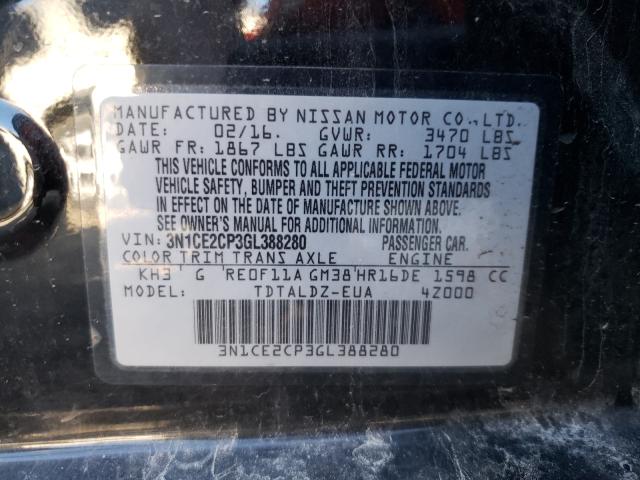 MANUFACTURED BY NISSAN MOTOR CO.,LTD.
DATE: 02/16. GVWR: 3470 LBS
GAWR FR: 1867 LBS GAWR RR: 1704 LBS
THIS VEHICLE CONFORMS TO ALL APPLICABLE FEDERAL MOTOR
VEHICLE SAFETY, BUMPER AND THEFT PREVENTION STANDARDS
IN EFFECT ON THE DATE OF MANUFACTURE SHOWN ABOVE.
SEE OWNER'S MANUAL FOR ADDITIONAL INFORMATION.
VIN: 3N1CE2CP3GL388280 PASSENGER CAR.
COLOR TRIM TRANS AXLE ENGINE
KH3 G RE0F11A GM38 HR16DE 1598 CC
MODEL: TDTALDZ-EUA 4Z000
3N1CE2CP3GL388280